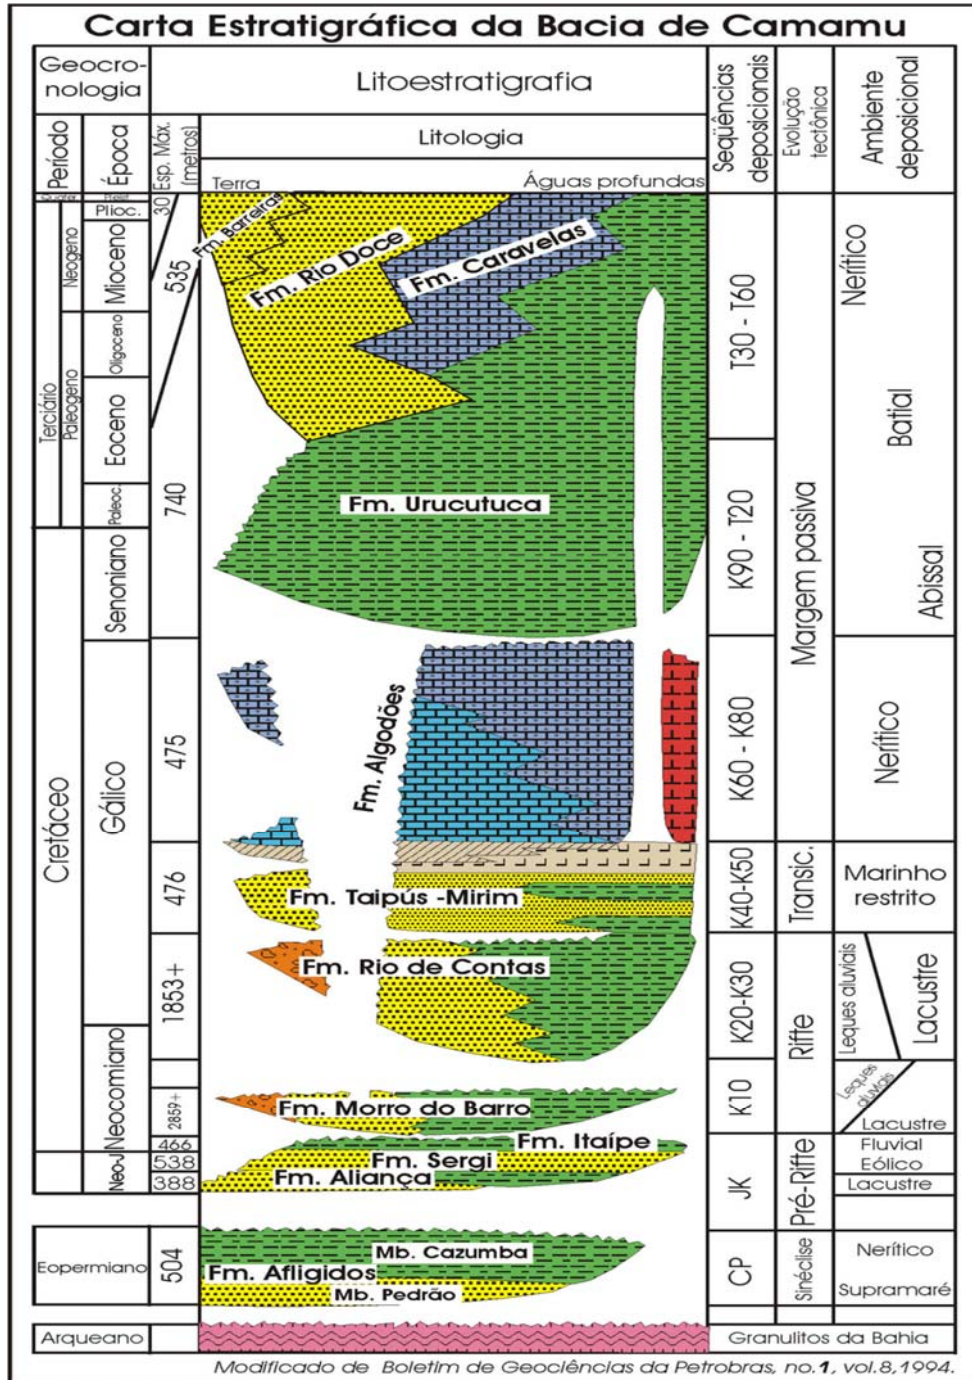 Carta Estratigráfica da Bacia de Camamu
Geocro-
nologia
Litoestratigrafia
Seqüências
deposicionais
Evolução
tectônica
Ambiente
deposicional
Período
Época
Esp. Máx.
(metros)
Litologia
Terra
Águas profundas
Plioc.
30
Fm. Barreiras
Neogeno
Mioceno
535
Fm. Rio Doce
Fm. Caravelas
T30 - T60
Nerítico
Oligoceno
Terciário
Paleogeno
Eoceno
Batial
Paleoc.
740
Fm. Urucutuca
K90 - T20
Margem passiva
Senoniano
Abissal
Cretáceo
Gálico
475
Fm. Algodões
K60 - K80
Nerítico
476
Fm. Taipús -Mirim
K40-K50
Transic.
Marinho
restrito
1853+
Fm. Rio de Contas
K20-K30
Rifte
Leques aluviais
Lacustre
Neocomiano
2859+
Fm. Morro do Barro
K10
Leques
aluviais
Lacustre
466
Fm. Itaípe
Fluvial
Neo-J
538
Fm. Sergi
JK
Pré-Rifte
Eólico
388
Fm. Aliança
Lacustre
Eopermiano
504
Mb. Cazumba
Fm. Afligidos
Mb. Pedrão
CP
Sinéclise
Nerítico
Supramaré
Arqueano
Granulitos da Bahia
Modificado de Boletim de Geociências da Petrobras, no.1, vol.8,1994.